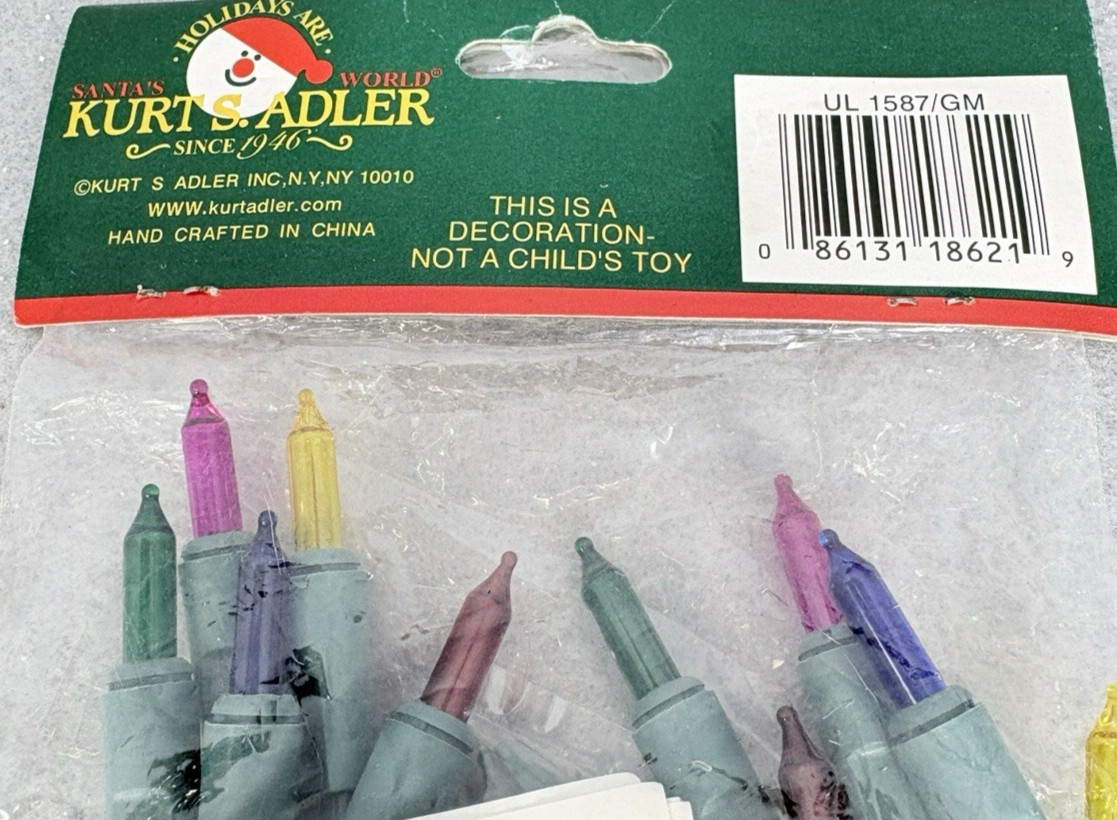 HOLIDAYS ARE
SANTA'S WORLD®
KURT S. ADLER
SINCE 1946
©KURT S ADLER INC,N.Y,NY 10010
www.kurtadler.com
HAND CRAFTED IN CHINA
THIS IS A
DECORATION-
NOT A CHILD'S TOY
UL 1587/GM
0 86131 18621 9